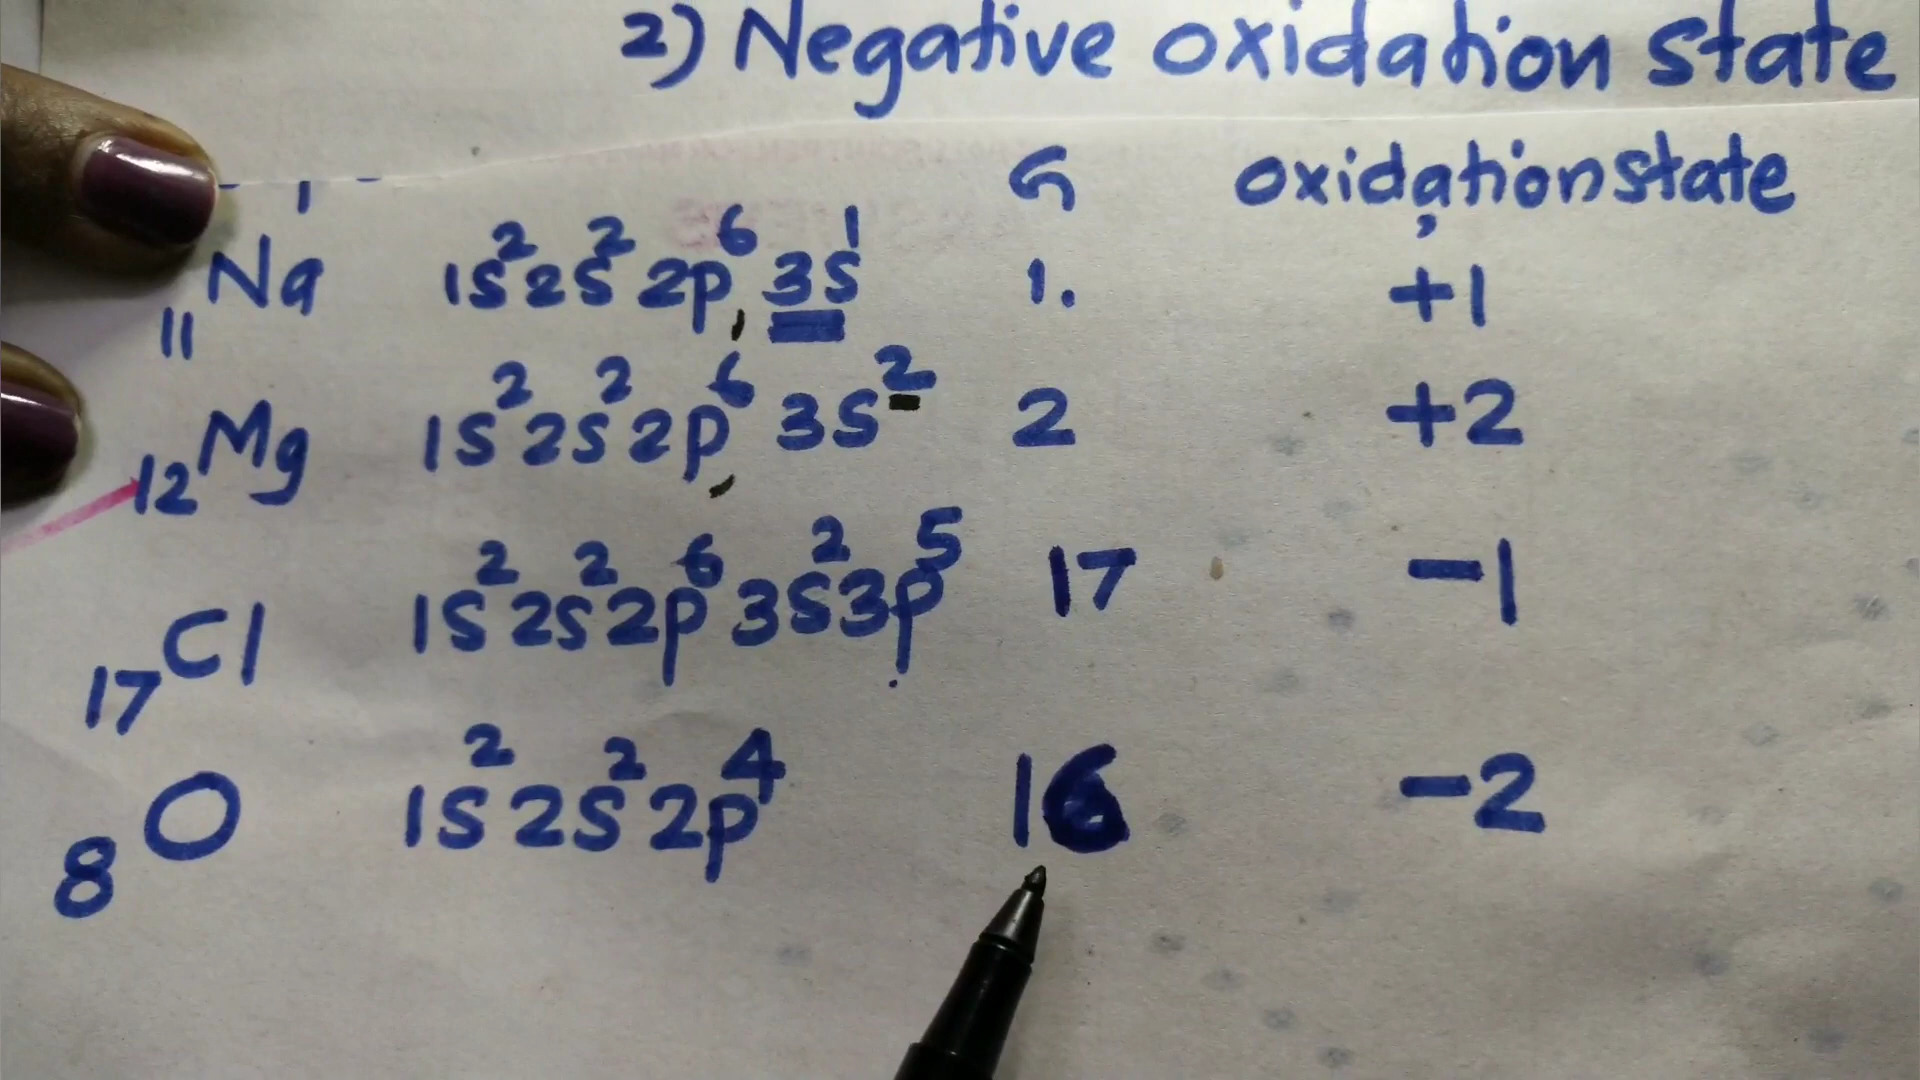 2) Negative oxidation state
G oxidation state
11Na 1s² 2s² 2p⁶ 3s¹ 1. +1
12Mg 1s² 2s² 2p⁶ 3s² 2 +2
17Cl 1s² 2s² 2p⁶ 3s² 3p⁵ 17 -1
8O 1s² 2s² 2p⁴ 16 -2